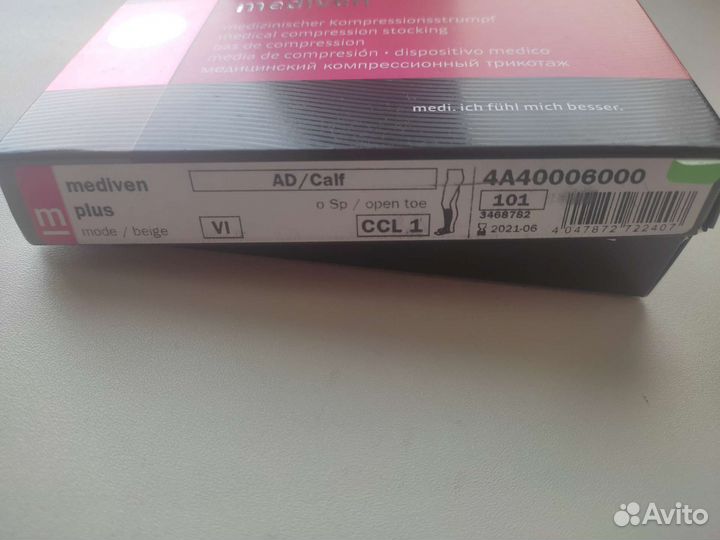 mediven
medizinischer Kompressionsstrumpf
medical compression stocking
bas de compression
media de compresión · dispositivo medico
медицинский компрессионный трикотаж
medi. ich fühl mich besser.
m
mediven
plus
mode / beige
VI
AD/Calf
o Sp / open toe
CCL 1
4A40006000
101
3468782
2021-06
4 047872 722407
Avito